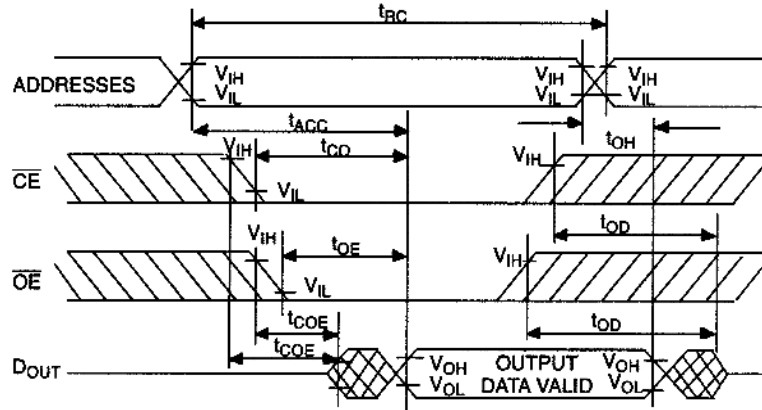 tRC
ADDRESSES VIH VIL VIH VIL VIH VIL
tACC
tCO tOH
CE VIH VIL VIH
tOD
OE VIH VIL tOE VIH
tCOE tOD
tCOE
DOUT VOH VOL OUTPUT DATA VALID VOH VOL